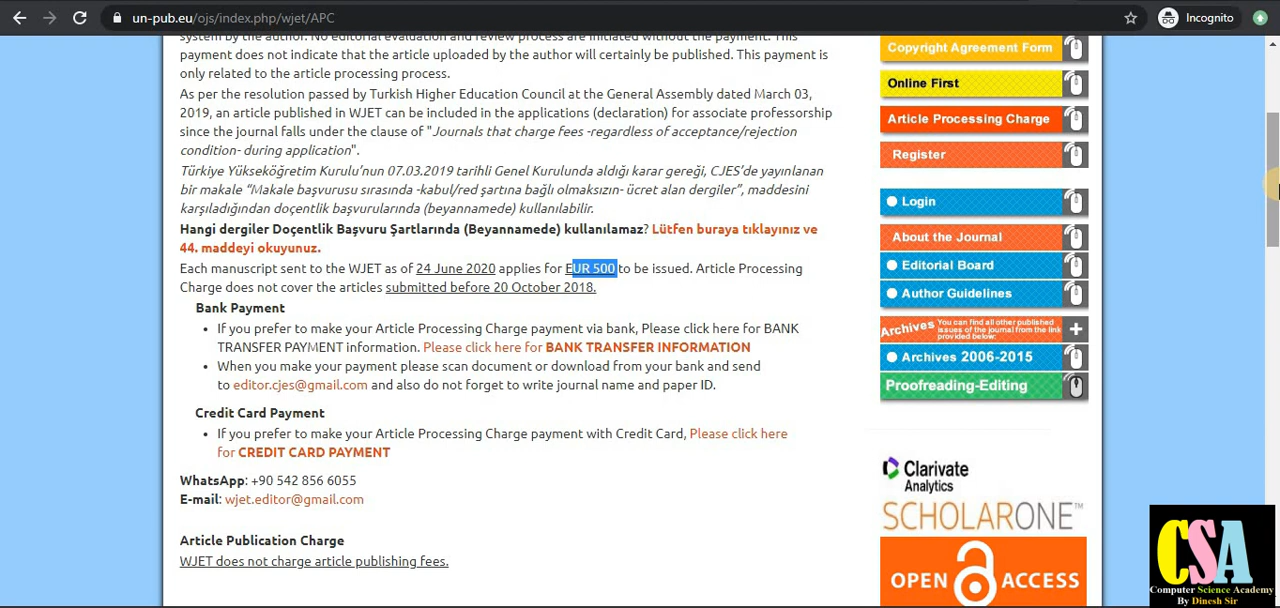 un-pub.eu/ojs/index.php/wjet/APC
Incognito
system by the author. No editorial evaluation and review process are initiated without the payment. This
payment does not indicate that the article uploaded by the author will certainly be published. This payment is
only related to the article processing process.
As per the resolution passed by Turkish Higher Education Council at the General Assembly dated March 03,
2019, an article published in WJET can be included in the applications (declaration) for associate professorship
since the journal falls under the clause of "Journals that charge fees -regardless of acceptance/rejection
condition- during application".
Türkiye Yükseköğretim Kurulu’nun 07.03.2019 tarihli Genel Kurulunda aldığı karar gereği, CJES’de yayınlanan
bir makale “Makale başvurusu sırasında -kabul/red şartına bağlı olmaksızın- ücret alan dergiler”, maddesini
karşıladığından doçentlik başvurularında (beyannamede) kullanılabilir.
Hangi dergiler Doçentlik Başvuru Şartlarında (Beyannamede) kullanılamaz? Lütfen buraya tıklayınız ve
44. maddeyi okuyunuz.
Each manuscript sent to the WJET as of 24 June 2020 applies for EUR 500 to be issued. Article Processing
Charge does not cover the articles submitted before 20 October 2018.
Bank Payment
• If you prefer to make your Article Processing Charge payment via bank, Please click here for BANK
TRANSFER PAYMENT information. Please click here for BANK TRANSFER INFORMATION
• When you make your payment please scan document or download from your bank and send
to editor.cjes@gmail.com and also do not forget to write journal name and paper ID.
Credit Card Payment
• If you prefer to make your Article Processing Charge payment with Credit Card, Please click here
for CREDIT CARD PAYMENT
WhatsApp: +90 542 856 6055
E-mail: wjet.editor@gmail.com
Article Publication Charge
WJET does not charge article publishing fees.
Copyright Agreement Form
Online First
Article Processing Charge
Register
Login
About the Journal
Editorial Board
Author Guidelines
Archives You can find all other published
issues of the journal from the link
provided below:
Archives 2006-2015
Proofreading-Editing
Clarivate
Analytics
SCHOLARONE™
OPEN ACCESS
CSA
Computer Science Academy
By Dinesh Sir